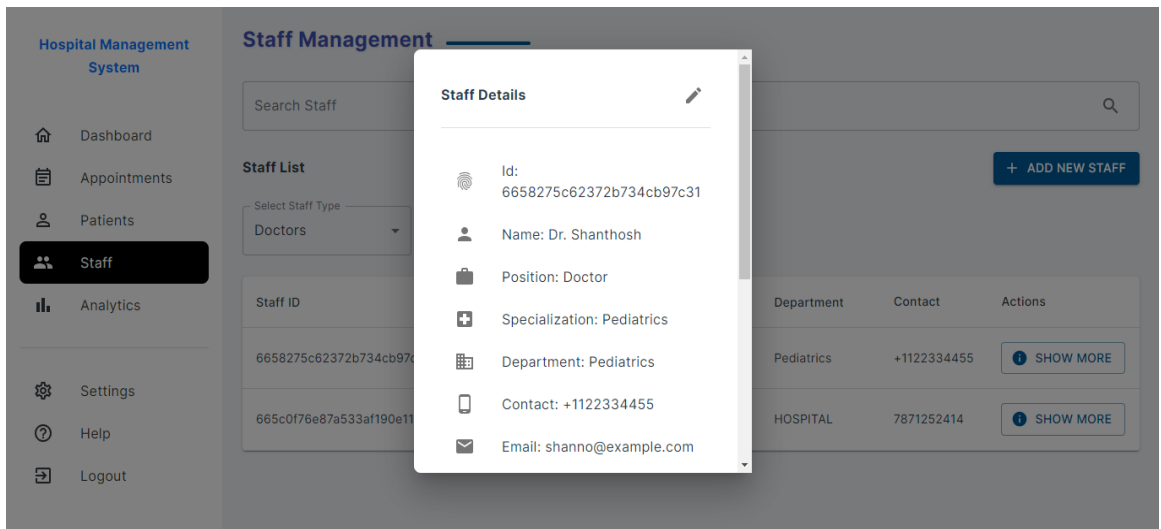 Hospital Management
System
Dashboard
Appointments
Patients
Staff
Analytics
Settings
Help
Logout
Staff Management
Search Staff
Staff List
+ ADD NEW STAFF
Select Staff Type
Doctors
Staff ID
Department
Contact
Actions
6658275c62372b734cb97c
Pediatrics
+1122334455
SHOW MORE
665c0f76e87a533af190e11
HOSPITAL
7871252414
SHOW MORE
Staff Details
Id:
6658275c62372b734cb97c31
Name: Dr. Shanthosh
Position: Doctor
Specialization: Pediatrics
Department: Pediatrics
Contact: +1122334455
Email: shanno@example.com